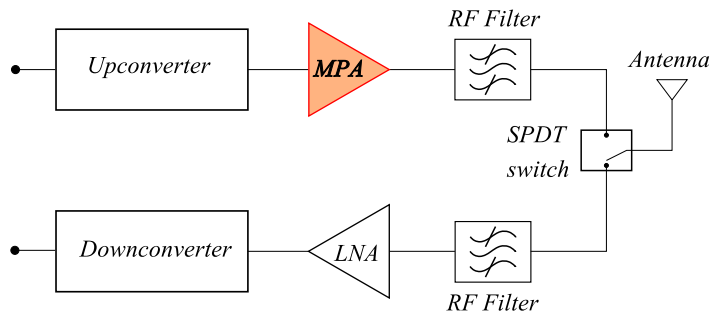 RF Filter
Upconverter
MPA
Antenna
SPDT
switch
Downconverter
LNA
RF Filter